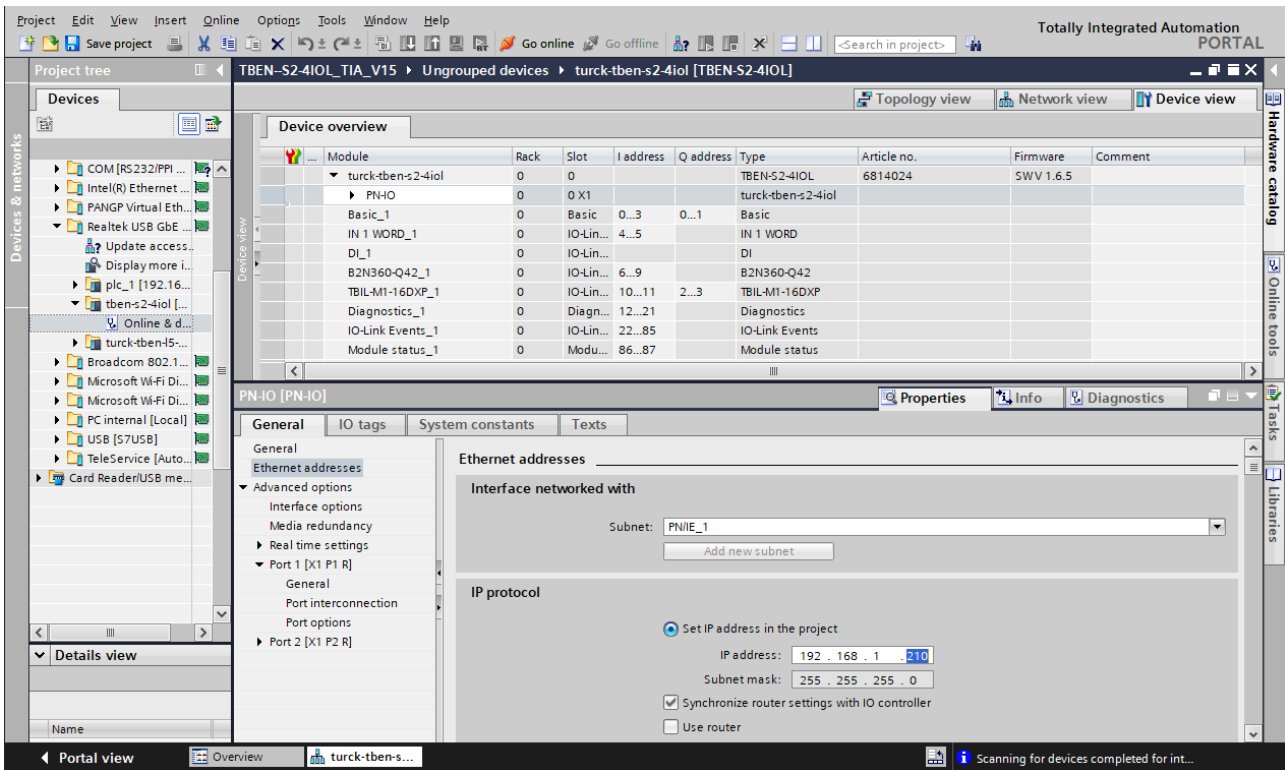 Project Edit View Insert Online Options Tools Window Help
Totally Integrated Automation
PORTAL
Save project Go online Go offline <Search in project>
Project tree
TBEN--S2-4IOL_TIA_V15 Ungrouped devices turck-tben-s2-4iol [TBEN-S2-4IOL]
Devices
Topology view Network view Device view
Device overview
... Module Rack Slot I address Q address Type Article no. Firmware Comment
turck-tben-s2-4iol 0 0 TBEN-S2-4IOL 6814024 SW V 1.6.5
PN-IO 0 0 X1 turck-tben-s2-4iol
Basic_1 0 Basic 0...3 0...1 Basic
IN 1 WORD_1 0 IO-Lin... 4...5 IN 1 WORD
DI_1 0 IO-Lin... DI
B2N360-Q42_1 0 IO-Lin... 6...9 B2N360-Q42
TBIL-M1-16DXP_1 0 IO-Lin... 10...11 2...3 TBIL-M1-16DXP
Diagnostics_1 0 Diagn... 12...21 Diagnostics
IO-Link Events_1 0 IO-Lin... 22...85 IO-Link Events
Module status_1 0 Modu... 86...87 Module status
COM [RS232/PPI ...
Intel(R) Ethernet ...
PANGP Virtual Eth...
Realtek USB GbE ...
Update access..
Display more i...
plc_1 [192.16...
tben-s2-4iol [...
Online & d...
turck-tben-l5-...
Broadcom 802.1...
Microsoft Wi-Fi Di...
Microsoft Wi-Fi Di...
PC internal [Local]
USB [S7USB]
TeleService [Auto...
Card Reader/USB me...
Details view
Name
Devices & networks
Device view
PN-IO [PN-IO]
Properties Info Diagnostics
General IO tags System constants Texts
General
Ethernet addresses
Advanced options
Interface options
Media redundancy
Real time settings
Port 1 [X1 P1 R]
General
Port interconnection
Port options
Port 2 [X1 P2 R]
Ethernet addresses
Interface networked with
Subnet: PN/IE_1
Add new subnet
IP protocol
Set IP address in the project
IP address: 192 . 168 . 1 . 210
Subnet mask: 255 . 255 . 255 . 0
Synchronize router settings with IO controller
Use router
Hardware catalog
Online tools
Tasks
Libraries
Portal view Overview turck-tben-s... Scanning for devices completed for int...